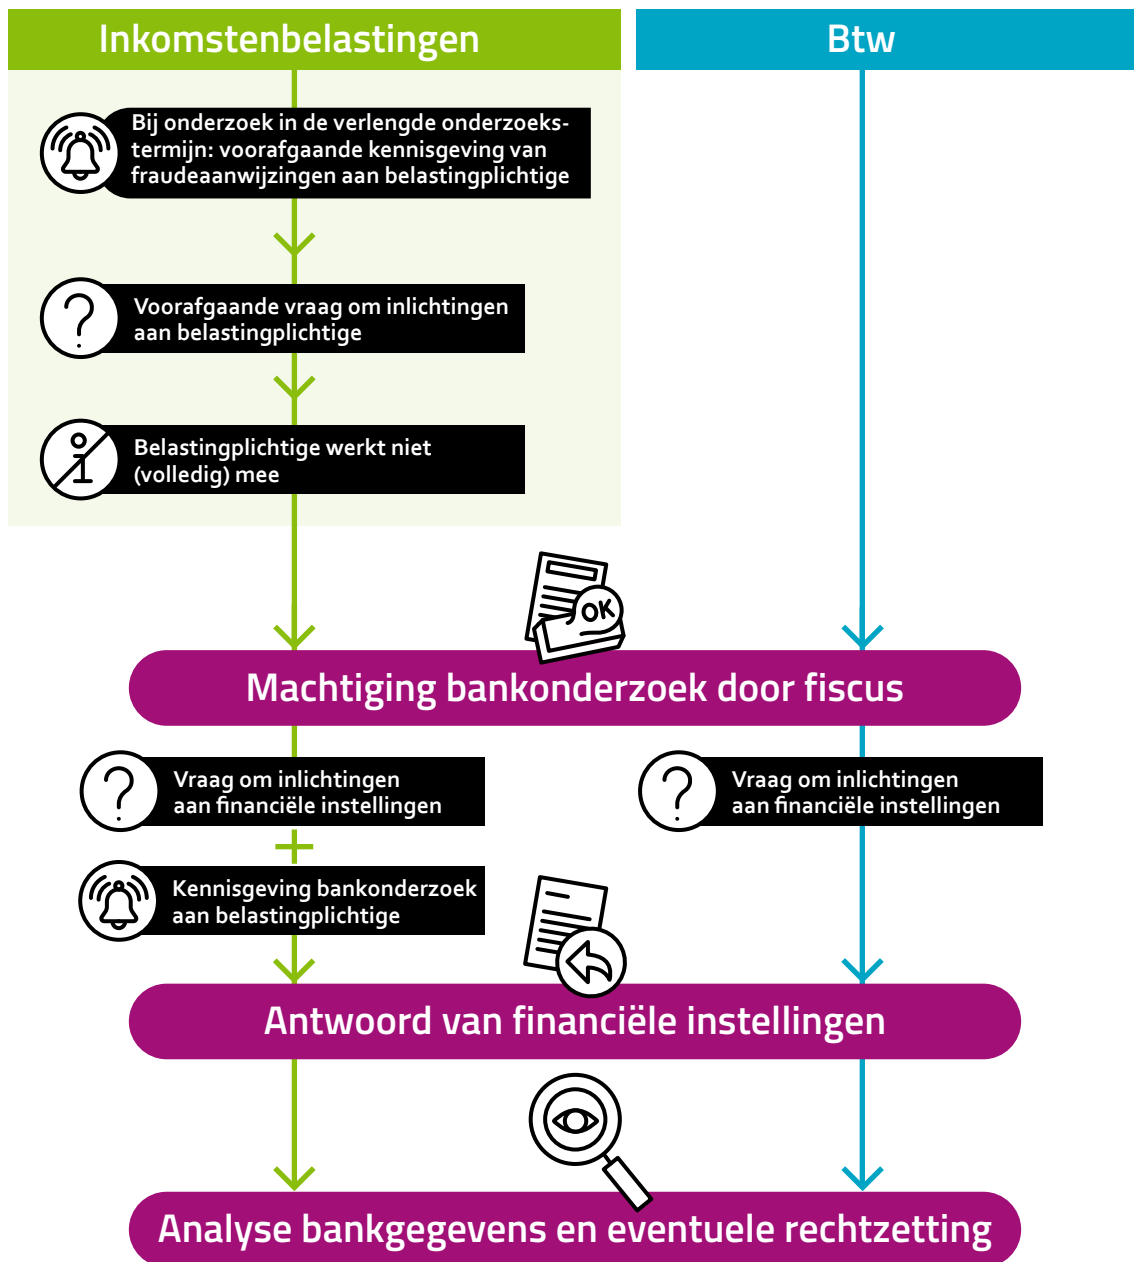 Inkomstenbelastingen
Btw
Bij onderzoek in de verlengde onderzoeks-
termijn: voorafgaande kennisgeving van
fraudeaanwijzingen aan belastingplichtige
Voorafgaande vraag om inlichtingen
aan belastingplichtige
Belastingplichtige werkt niet
(volledig) mee
OK
Machtiging bankonderzoek door fiscus
Vraag om inlichtingen
aan financiële instellingen
Vraag om inlichtingen
aan financiële instellingen
Kennisgeving bankonderzoek
aan belastingplichtige
Antwoord van financiële instellingen
Analyse bankgegevens en eventuele rechtzetting